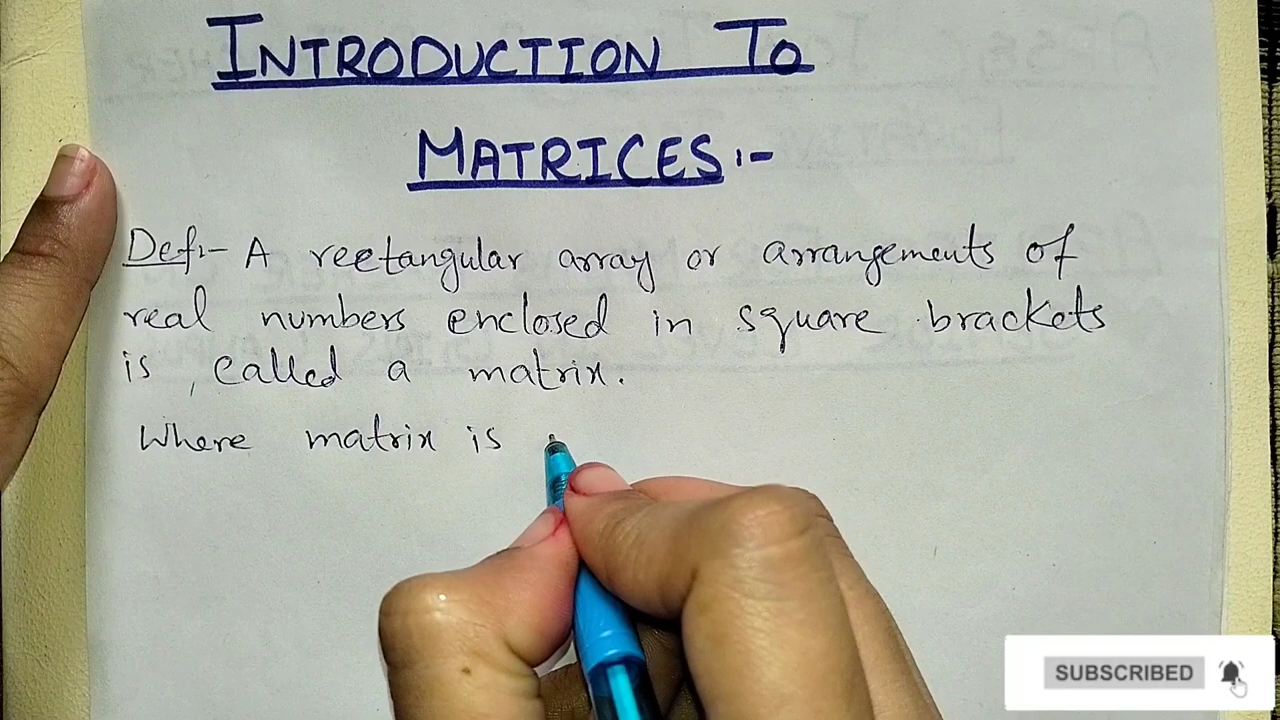 INTRODUCTION TO
MATRICES:-
Def:- A rectangular array or arrangements of
real numbers enclosed in square brackets
is called a matrix.
Where matrix is
SUBSCRIBED